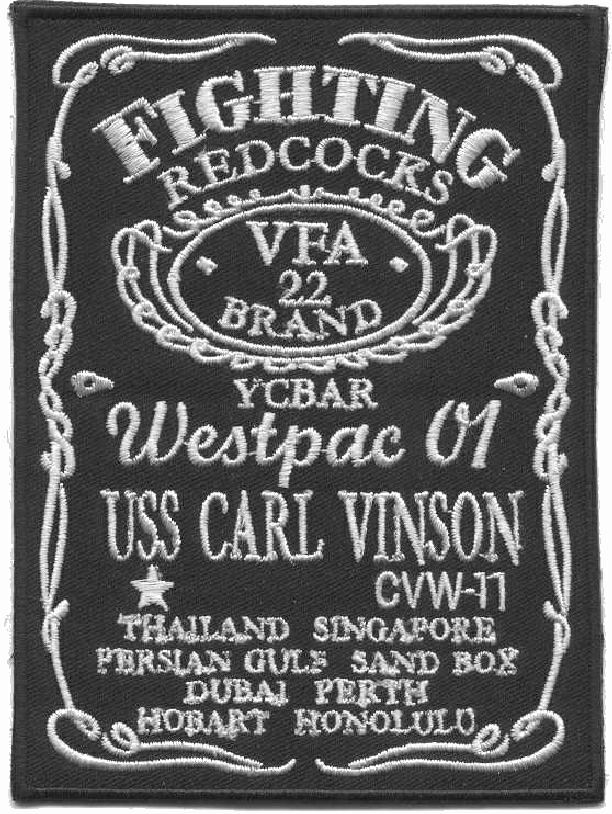 FIGHTING
REDCOCKS
VFA
22
BRAND
YCBAR
Westpac 01
USS CARL VINSON
CVW-11
THAILAND SINGAPORE
PERSIAN GULF SAND BOX
DUBAI PERTH
HOBART HONOLULU